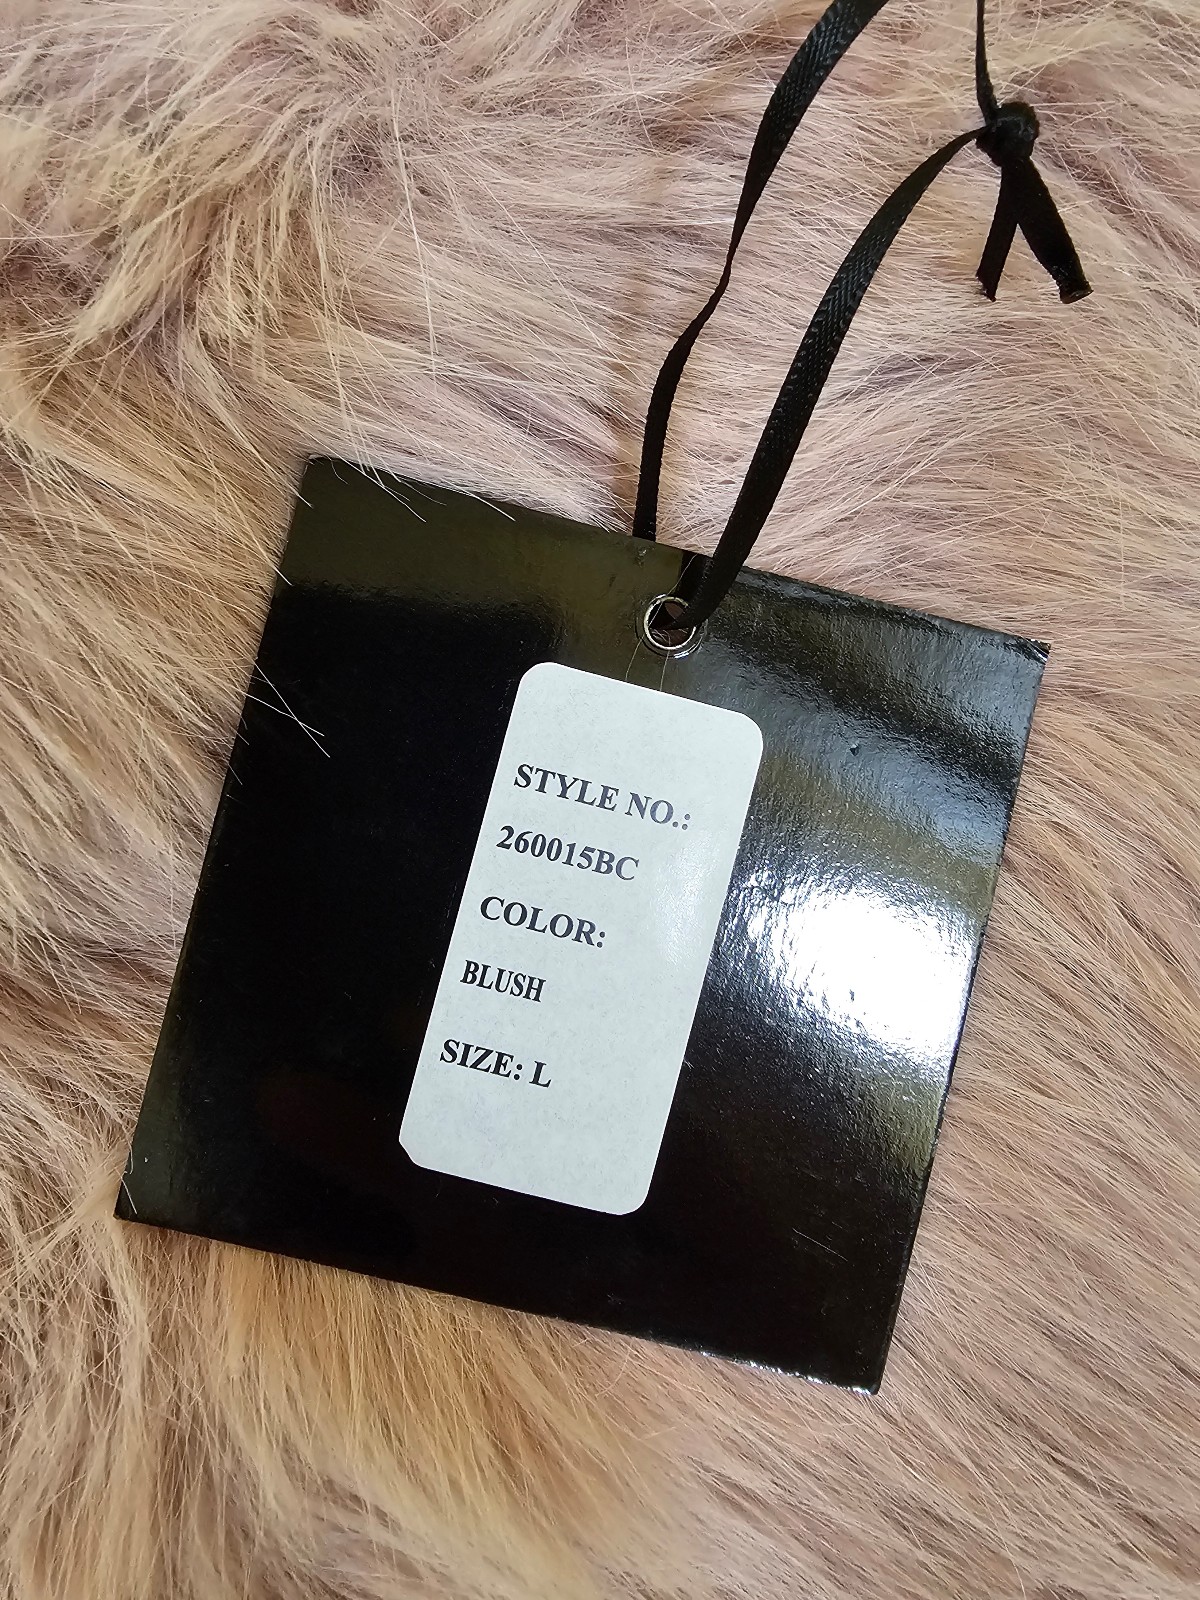 STYLE NO.:
260015BC
COLOR:
BLUSH
SIZE: L